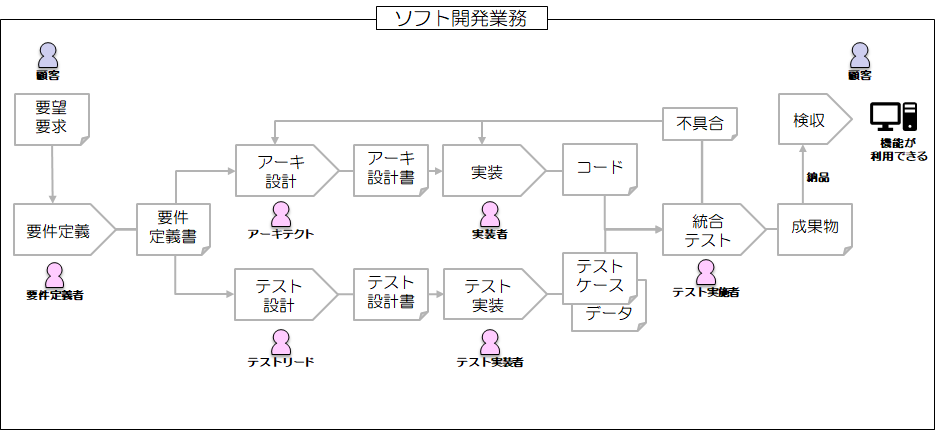 ソフト開発業務
顧客
顧客
要望
要求
不具合
検収
機能が
利用できる
アーキ
設計
アーキ
設計書
実装
コード
納品
要件定義
要件
定義書
アーキテクト
実装者
統合
テスト
成果物
要件定義者
テスト
設計
テスト
設計書
テスト
実装
テスト
ケース
データ
テスト実施者
テストリード
テスト実装者